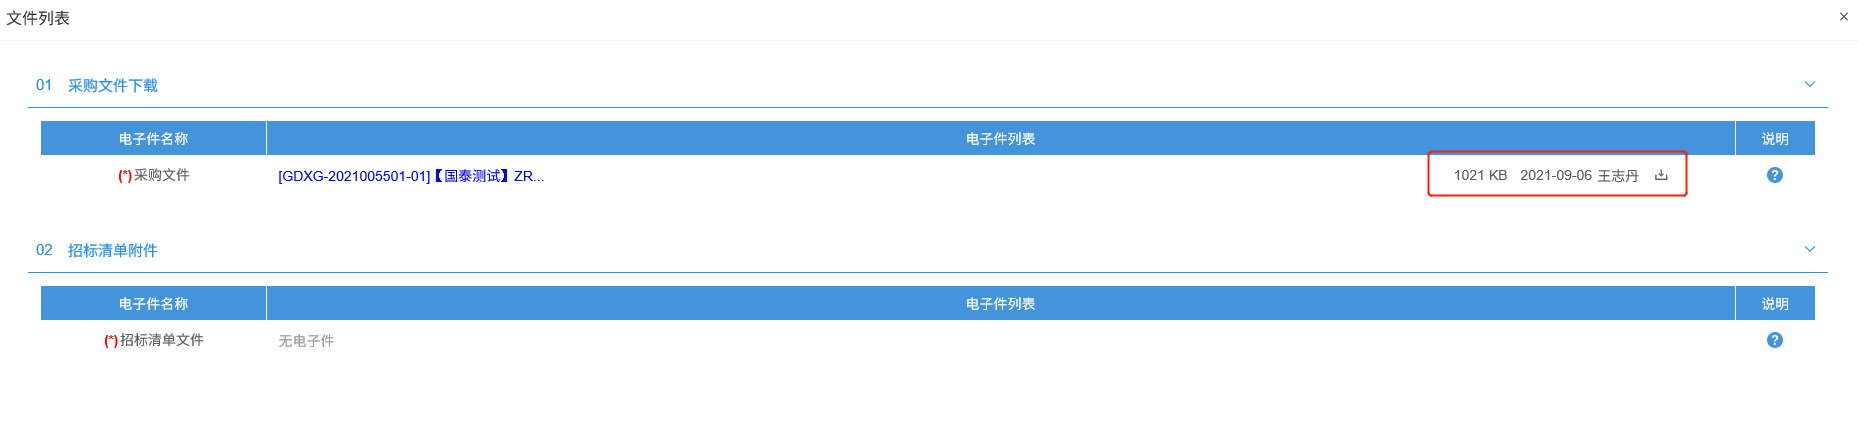 文件列表 ×
01 采购文件下载
电子件名称 电子件列表 说明
(*)采购文件 [GDXG-2021005501-01]【国泰测试】ZR... 1021 KB 2021-09-06 王志丹 ?
02 招标清单附件
电子件名称 电子件列表 说明
(*)招标清单文件 无电子件 ?